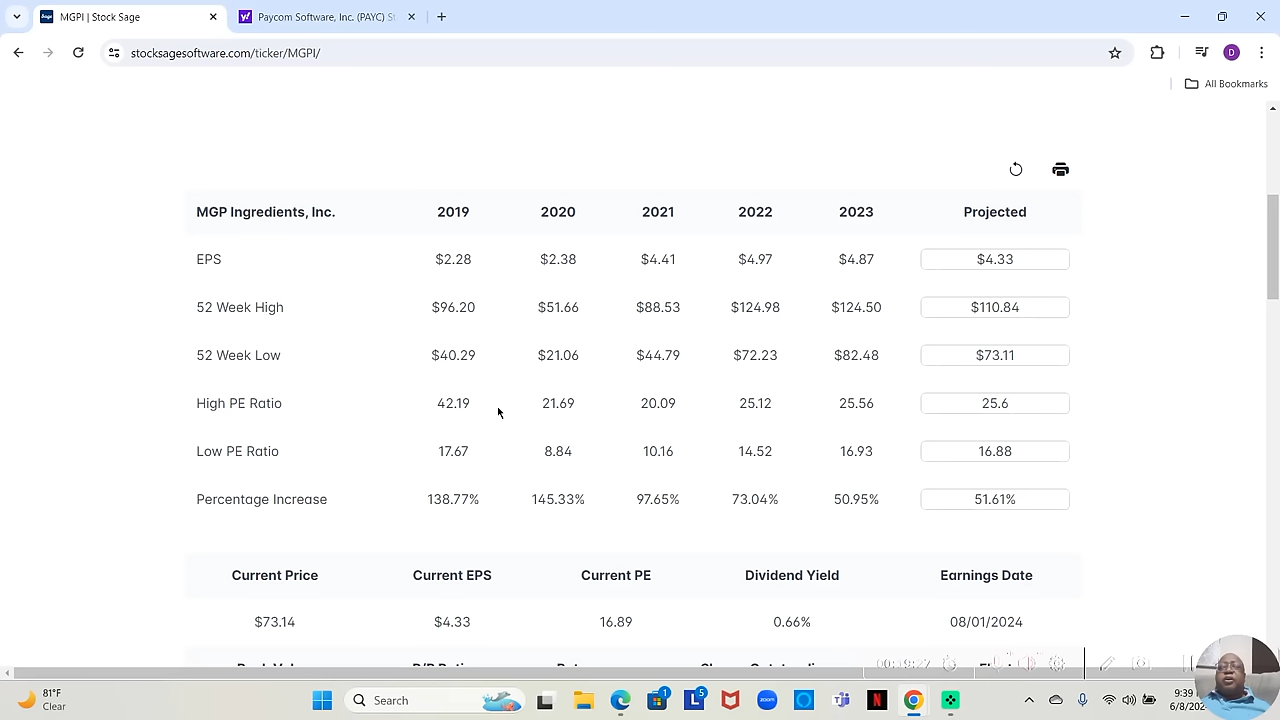 MGPI | Stock Sage
Paycom Software, Inc. (PAYC) St
stocksagesoftware.com/ticker/MGPI/
D
All Bookmarks
MGP Ingredients, Inc. 2019 2020 2021 2022 2023 Projected
EPS $2.28 $2.38 $4.41 $4.97 $4.87 $4.33
52 Week High $96.20 $51.66 $88.53 $124.98 $124.50 $110.84
52 Week Low $40.29 $21.06 $44.79 $72.23 $82.48 $73.11
High PE Ratio 42.19 21.69 20.09 25.12 25.56 25.6
Low PE Ratio 17.67 8.84 10.16 14.52 16.93 16.88
Percentage Increase 138.77% 145.33% 97.65% 73.04% 50.95% 51.61%
Current Price Current EPS Current PE Dividend Yield Earnings Date
$73.14 $4.33 16.89 0.66% 08/01/2024
81°F
Clear
Search
1
5
zoom
9:39
6/8/202